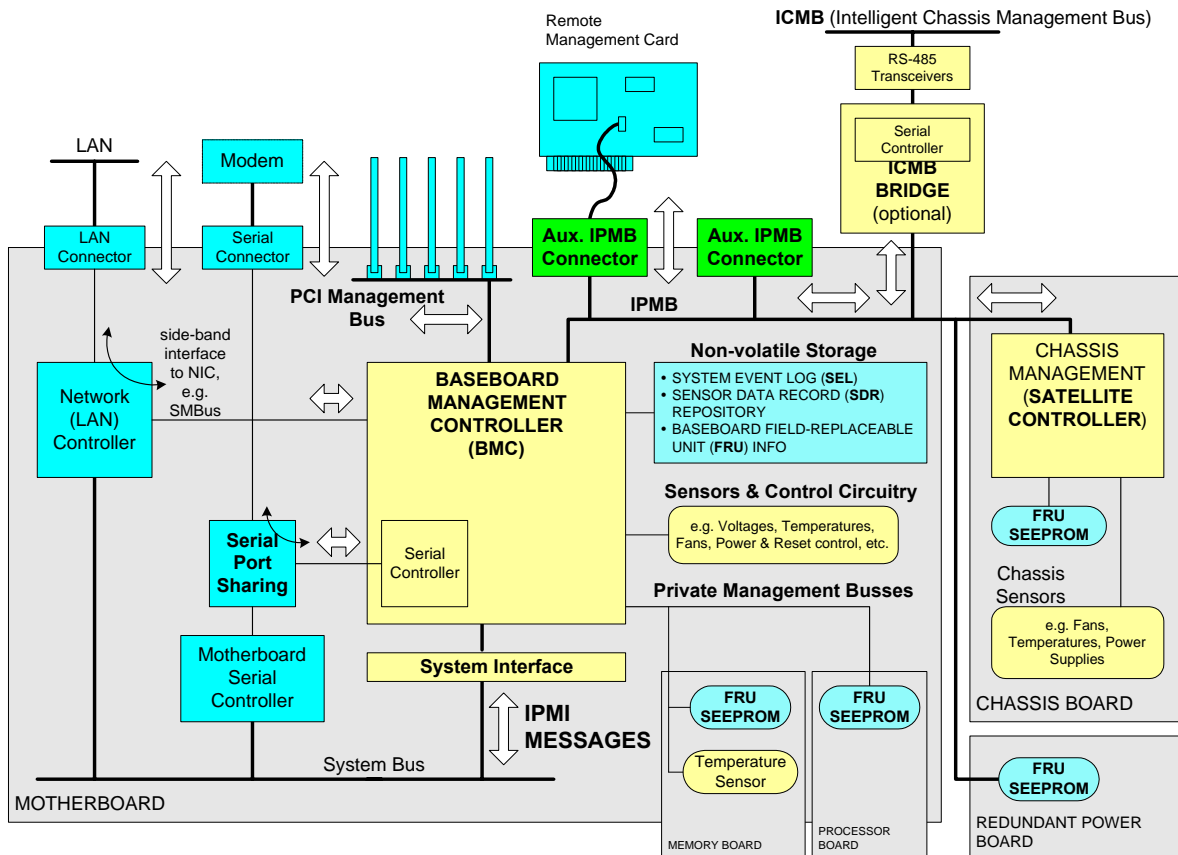 Remote
Management Card
ICMB (Intelligent Chassis Management Bus)
RS-485
Transceivers
Serial
Controller
ICMB
BRIDGE
(optional)
LAN
Modem
LAN
Connector
Serial
Connector
Aux. IPMB
Connector
Aux. IPMB
Connector
PCI Management
Bus
IPMB
side-band
interface
to NIC,
e.g.
SMBus
Network
(LAN)
Controller
BASEBOARD
MANAGEMENT
CONTROLLER
(BMC)
Non-volatile Storage
• SYSTEM EVENT LOG (SEL)
• SENSOR DATA RECORD (SDR)
REPOSITORY
• BASEBOARD FIELD-REPLACEABLE
UNIT (FRU) INFO
CHASSIS
MANAGEMENT
(SATELLITE
CONTROLLER)
Sensors & Control Circuitry
e.g. Voltages, Temperatures,
Fans, Power & Reset control, etc.
FRU
SEEPROM
Serial
Port
Sharing
Serial
Controller
Chassis
Sensors
Private Management Busses
e.g. Fans,
Temperatures, Power
Supplies
Motherboard
Serial
Controller
System Interface
FRU
SEEPROM
FRU
SEEPROM
CHASSIS BOARD
IPMI
MESSAGES
Temperature
Sensor
System Bus
FRU
SEEPROM
MOTHERBOARD
MEMORY BOARD
PROCESSOR
BOARD
REDUNDANT POWER
BOARD